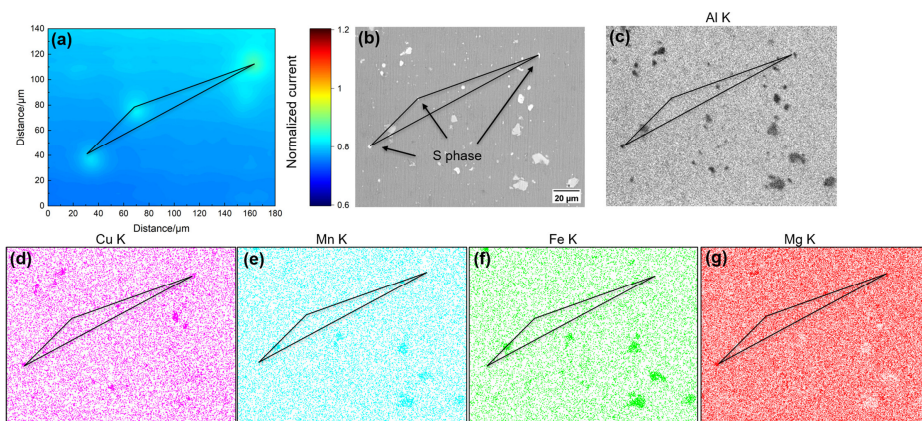 (a)
Distance/µm
140
120
100
80
60
40
20
0
0 20 40 60 80 100 120 140 160 180
Distance/µm
Normalized current
1.2
1
0.8
0.6
(b)
S phase
20 µm
Al K
(c)
Cu K
(d)
Mn K
(e)
Fe K
(f)
Mg K
(g)